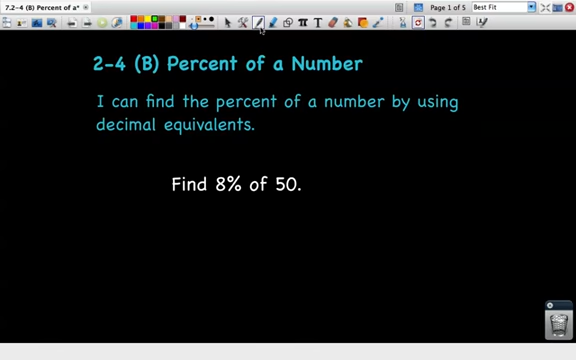 7.2-4 (B) Percent of a*
Page 1 of 5
Best Fit
2-4 (B) Percent of a Number
I can find the percent of a number by using
decimal equivalents.
Find 8% of 50.